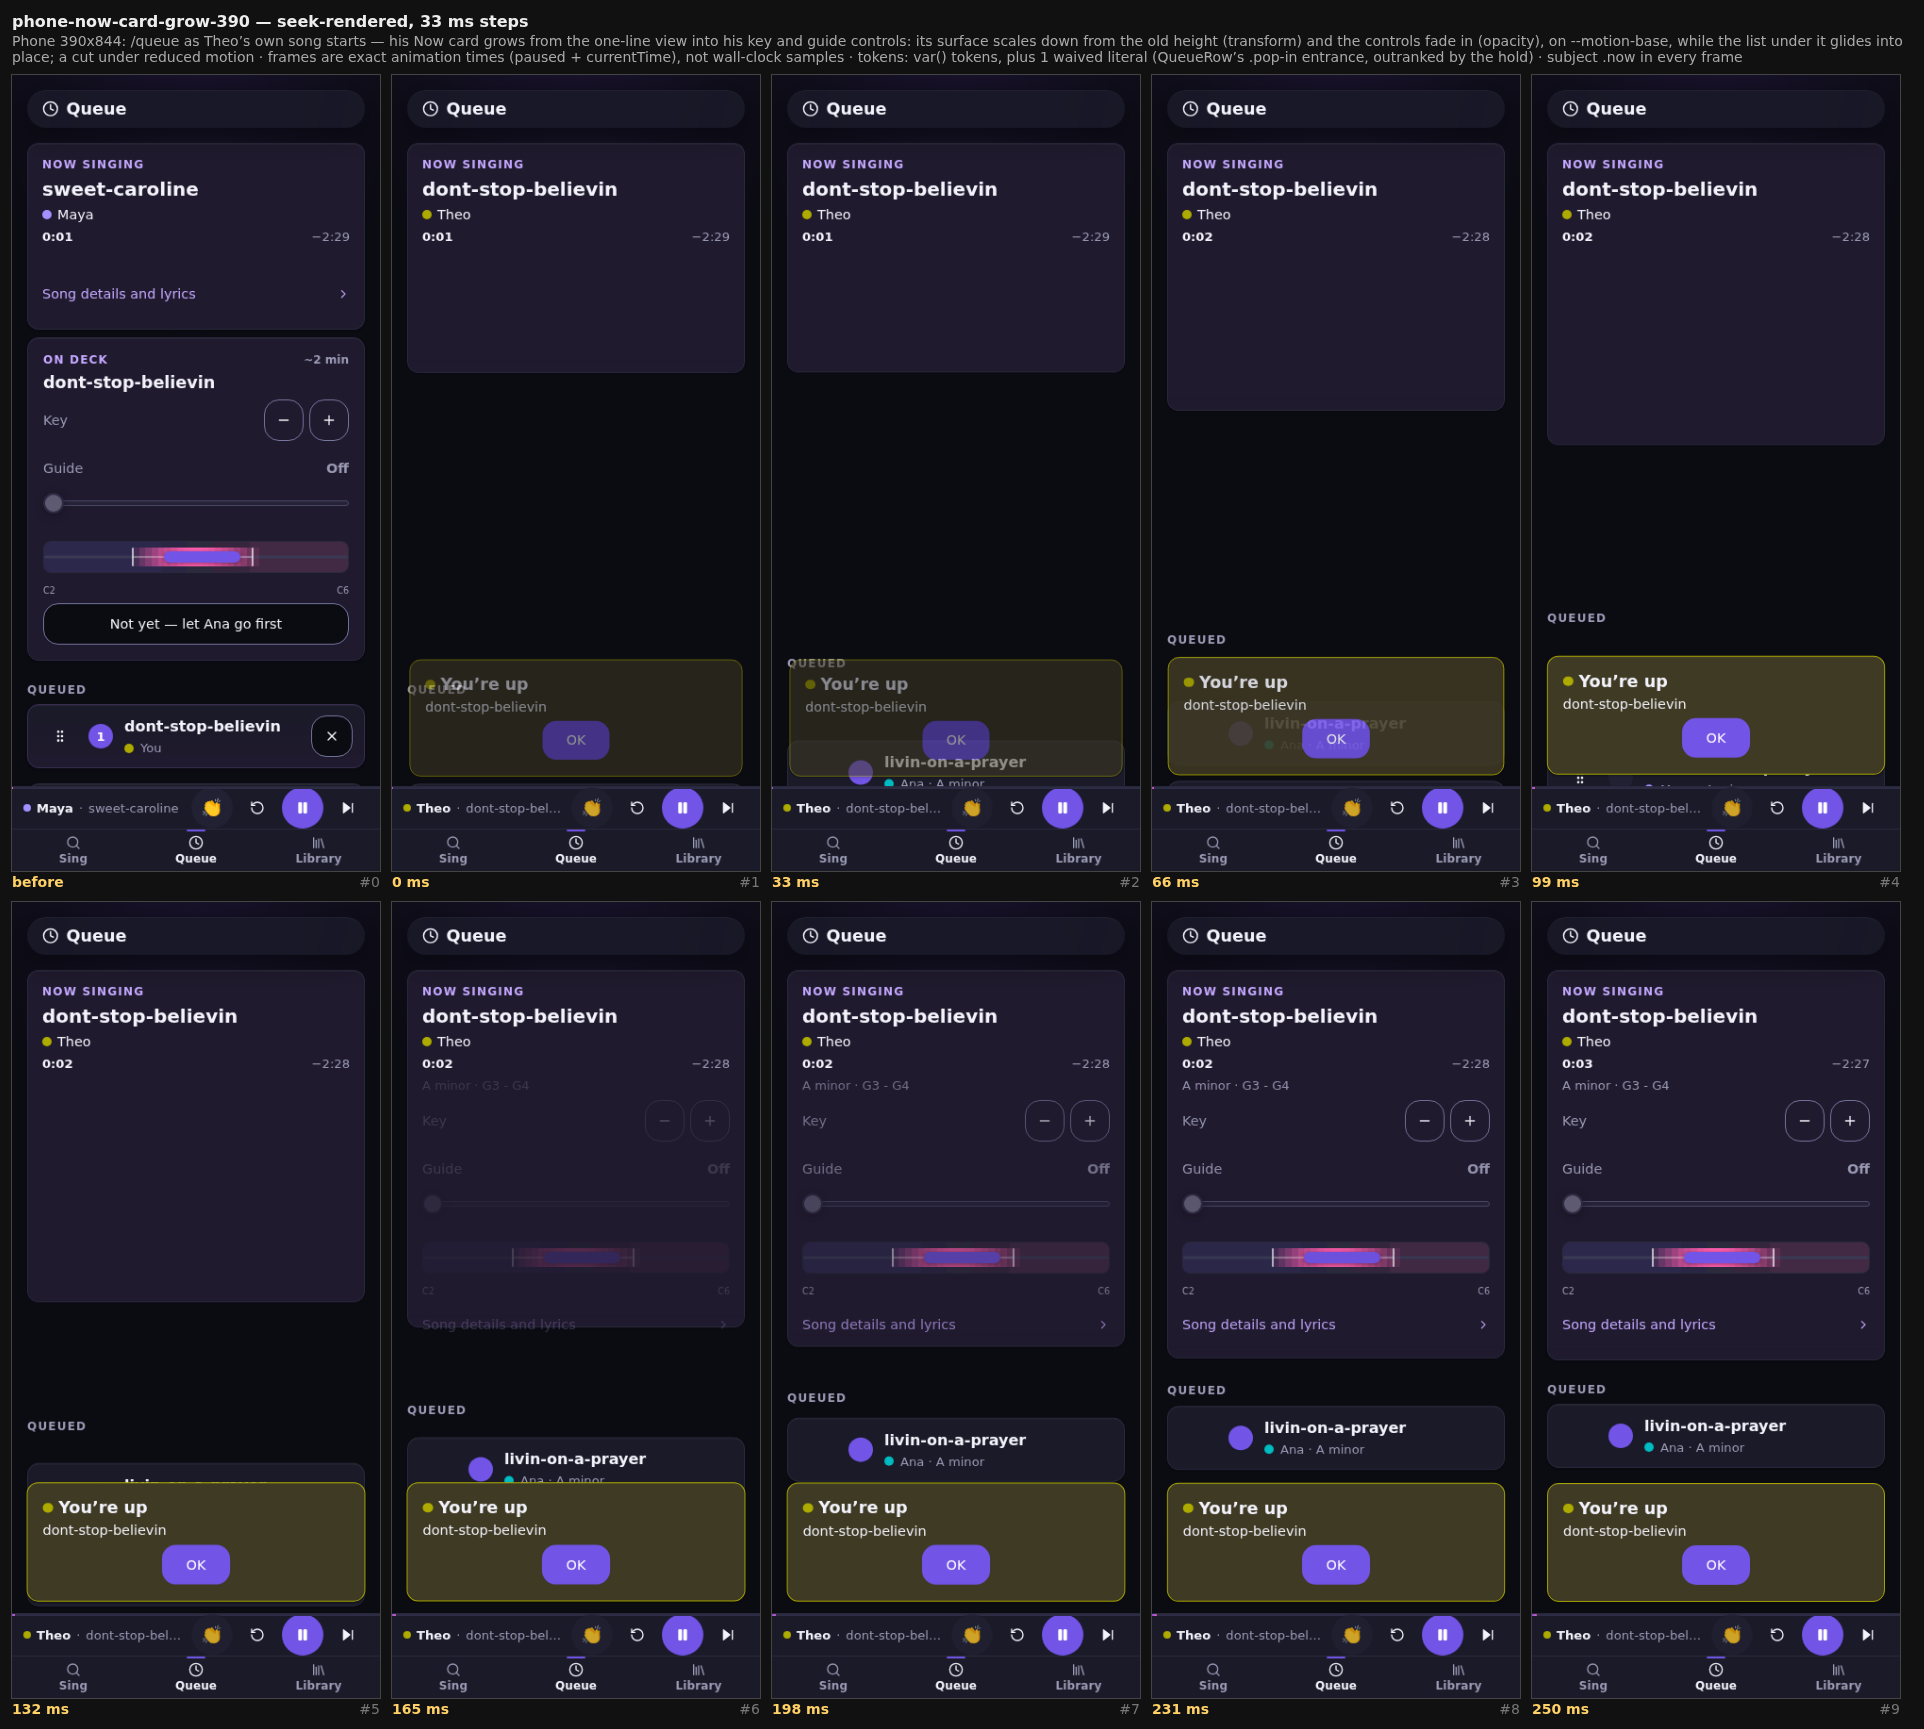 phone-now-card-grow-390 — seek-rendered, 33 ms steps
Phone 390x844: /queue as Theo’s own song starts — his Now card grows from the one-line view into his key and guide controls: its surface scales down from the old height (transform) and the controls fade in (opacity), on --motion-base, while the list under it glides into
place; a cut under reduced motion · frames are exact animation times (paused + currentTime), not wall-clock samples · tokens: var() tokens, plus 1 waived literal (QueueRow’s .pop-in entrance, outranked by the hold) · subject .now in every frame
Queue
NOW SINGING
sweet-caroline
Maya
0:01 −2:29
Song details and lyrics
ON DECK ~2 min
dont-stop-believin
Key − +
Guide Off
C2 C6
Not yet — let Ana go first
QUEUED
1 dont-stop-believin
You
Maya · sweet-caroline
Sing Queue Library
before #0
Queue
NOW SINGING
dont-stop-believin
Theo
0:01 −2:29
QUEUED
You’re up
dont-stop-believin
OK
Theo · dont-stop-bel…
Sing Queue Library
0 ms #1
Queue
NOW SINGING
dont-stop-believin
Theo
0:01 −2:29
QUEUED
You’re up
dont-stop-believin
OK
livin-on-a-prayer
Ana · A minor
Theo · dont-stop-bel…
Sing Queue Library
33 ms #2
Queue
NOW SINGING
dont-stop-believin
Theo
0:02 −2:28
QUEUED
You’re up
dont-stop-believin
livin-on-a-prayer
OK
Ana · A minor
Theo · dont-stop-bel…
Sing Queue Library
66 ms #3
Queue
NOW SINGING
dont-stop-believin
Theo
0:02 −2:28
QUEUED
You’re up
dont-stop-believin
OK
Theo · dont-stop-bel…
Sing Queue Library
99 ms #4
Queue
NOW SINGING
dont-stop-believin
Theo
0:02 −2:28
QUEUED
You’re up
dont-stop-believin
OK
Theo · dont-stop-bel…
Sing Queue Library
132 ms #5
Queue
NOW SINGING
dont-stop-believin
Theo
0:02 −2:28
A minor · G3 - G4
Key − +
Guide Off
C2 C6
Song details and lyrics
QUEUED
livin-on-a-prayer
Ana · A minor
You’re up
dont-stop-believin
OK
Theo · dont-stop-bel…
Sing Queue Library
165 ms #6
Queue
NOW SINGING
dont-stop-believin
Theo
0:02 −2:28
A minor · G3 - G4
Key − +
Guide Off
C2 C6
Song details and lyrics
QUEUED
livin-on-a-prayer
Ana · A minor
You’re up
dont-stop-believin
OK
Theo · dont-stop-bel…
Sing Queue Library
198 ms #7
Queue
NOW SINGING
dont-stop-believin
Theo
0:02 −2:28
A minor · G3 - G4
Key − +
Guide Off
C2 C6
Song details and lyrics
QUEUED
livin-on-a-prayer
Ana · A minor
You’re up
dont-stop-believin
OK
Theo · dont-stop-bel…
Sing Queue Library
231 ms #8
Queue
NOW SINGING
dont-stop-believin
Theo
0:03 −2:27
A minor · G3 - G4
Key − +
Guide Off
C2 C6
Song details and lyrics
QUEUED
livin-on-a-prayer
Ana · A minor
You’re up
dont-stop-believin
OK
Theo · dont-stop-bel…
Sing Queue Library
250 ms #9